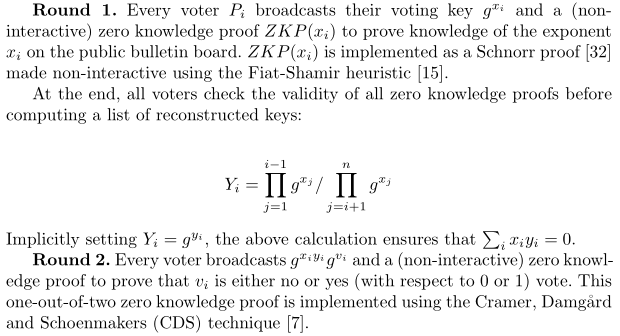 Round 1. Every voter Pᵢ broadcasts their voting key g^{x_i} and a (non-
interactive) zero knowledge proof ZKP(x_i) to prove knowledge of the exponent
x_i on the public bulletin board. ZKP(x_i) is implemented as a Schnorr proof [32]
made non-interactive using the Fiat-Shamir heuristic [15].
At the end, all voters check the validity of all zero knowledge proofs before
computing a list of reconstructed keys:
Y_i = ∏_{j=1}^{i−1} g^{x_j} / ∏_{j=i+1}^{n} g^{x_j}
Implicitly setting Y_i = g^{y_i}, the above calculation ensures that ∑_i x_i y_i = 0.
Round 2. Every voter broadcasts g^{x_i y_i} g^{v_i} and a (non-interactive) zero knowl-
edge proof to prove that v_i is either no or yes (with respect to 0 or 1) vote. This
one-out-of-two zero knowledge proof is implemented using the Cramer, Damgård
and Schoenmakers (CDS) technique [7].